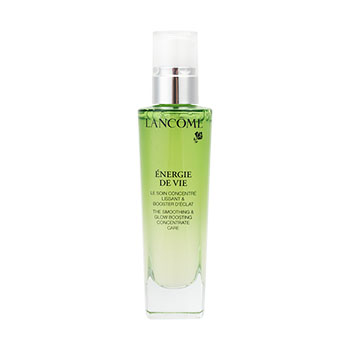 LANCÔME
ÉNERGIE
DE VIE
LE SOIN CONCENTRÉ
LISSANT &
BOOSTER D'ÉCLAT
THE SMOOTHING &
GLOW BOOSTING
CONCENTRATE
CARE